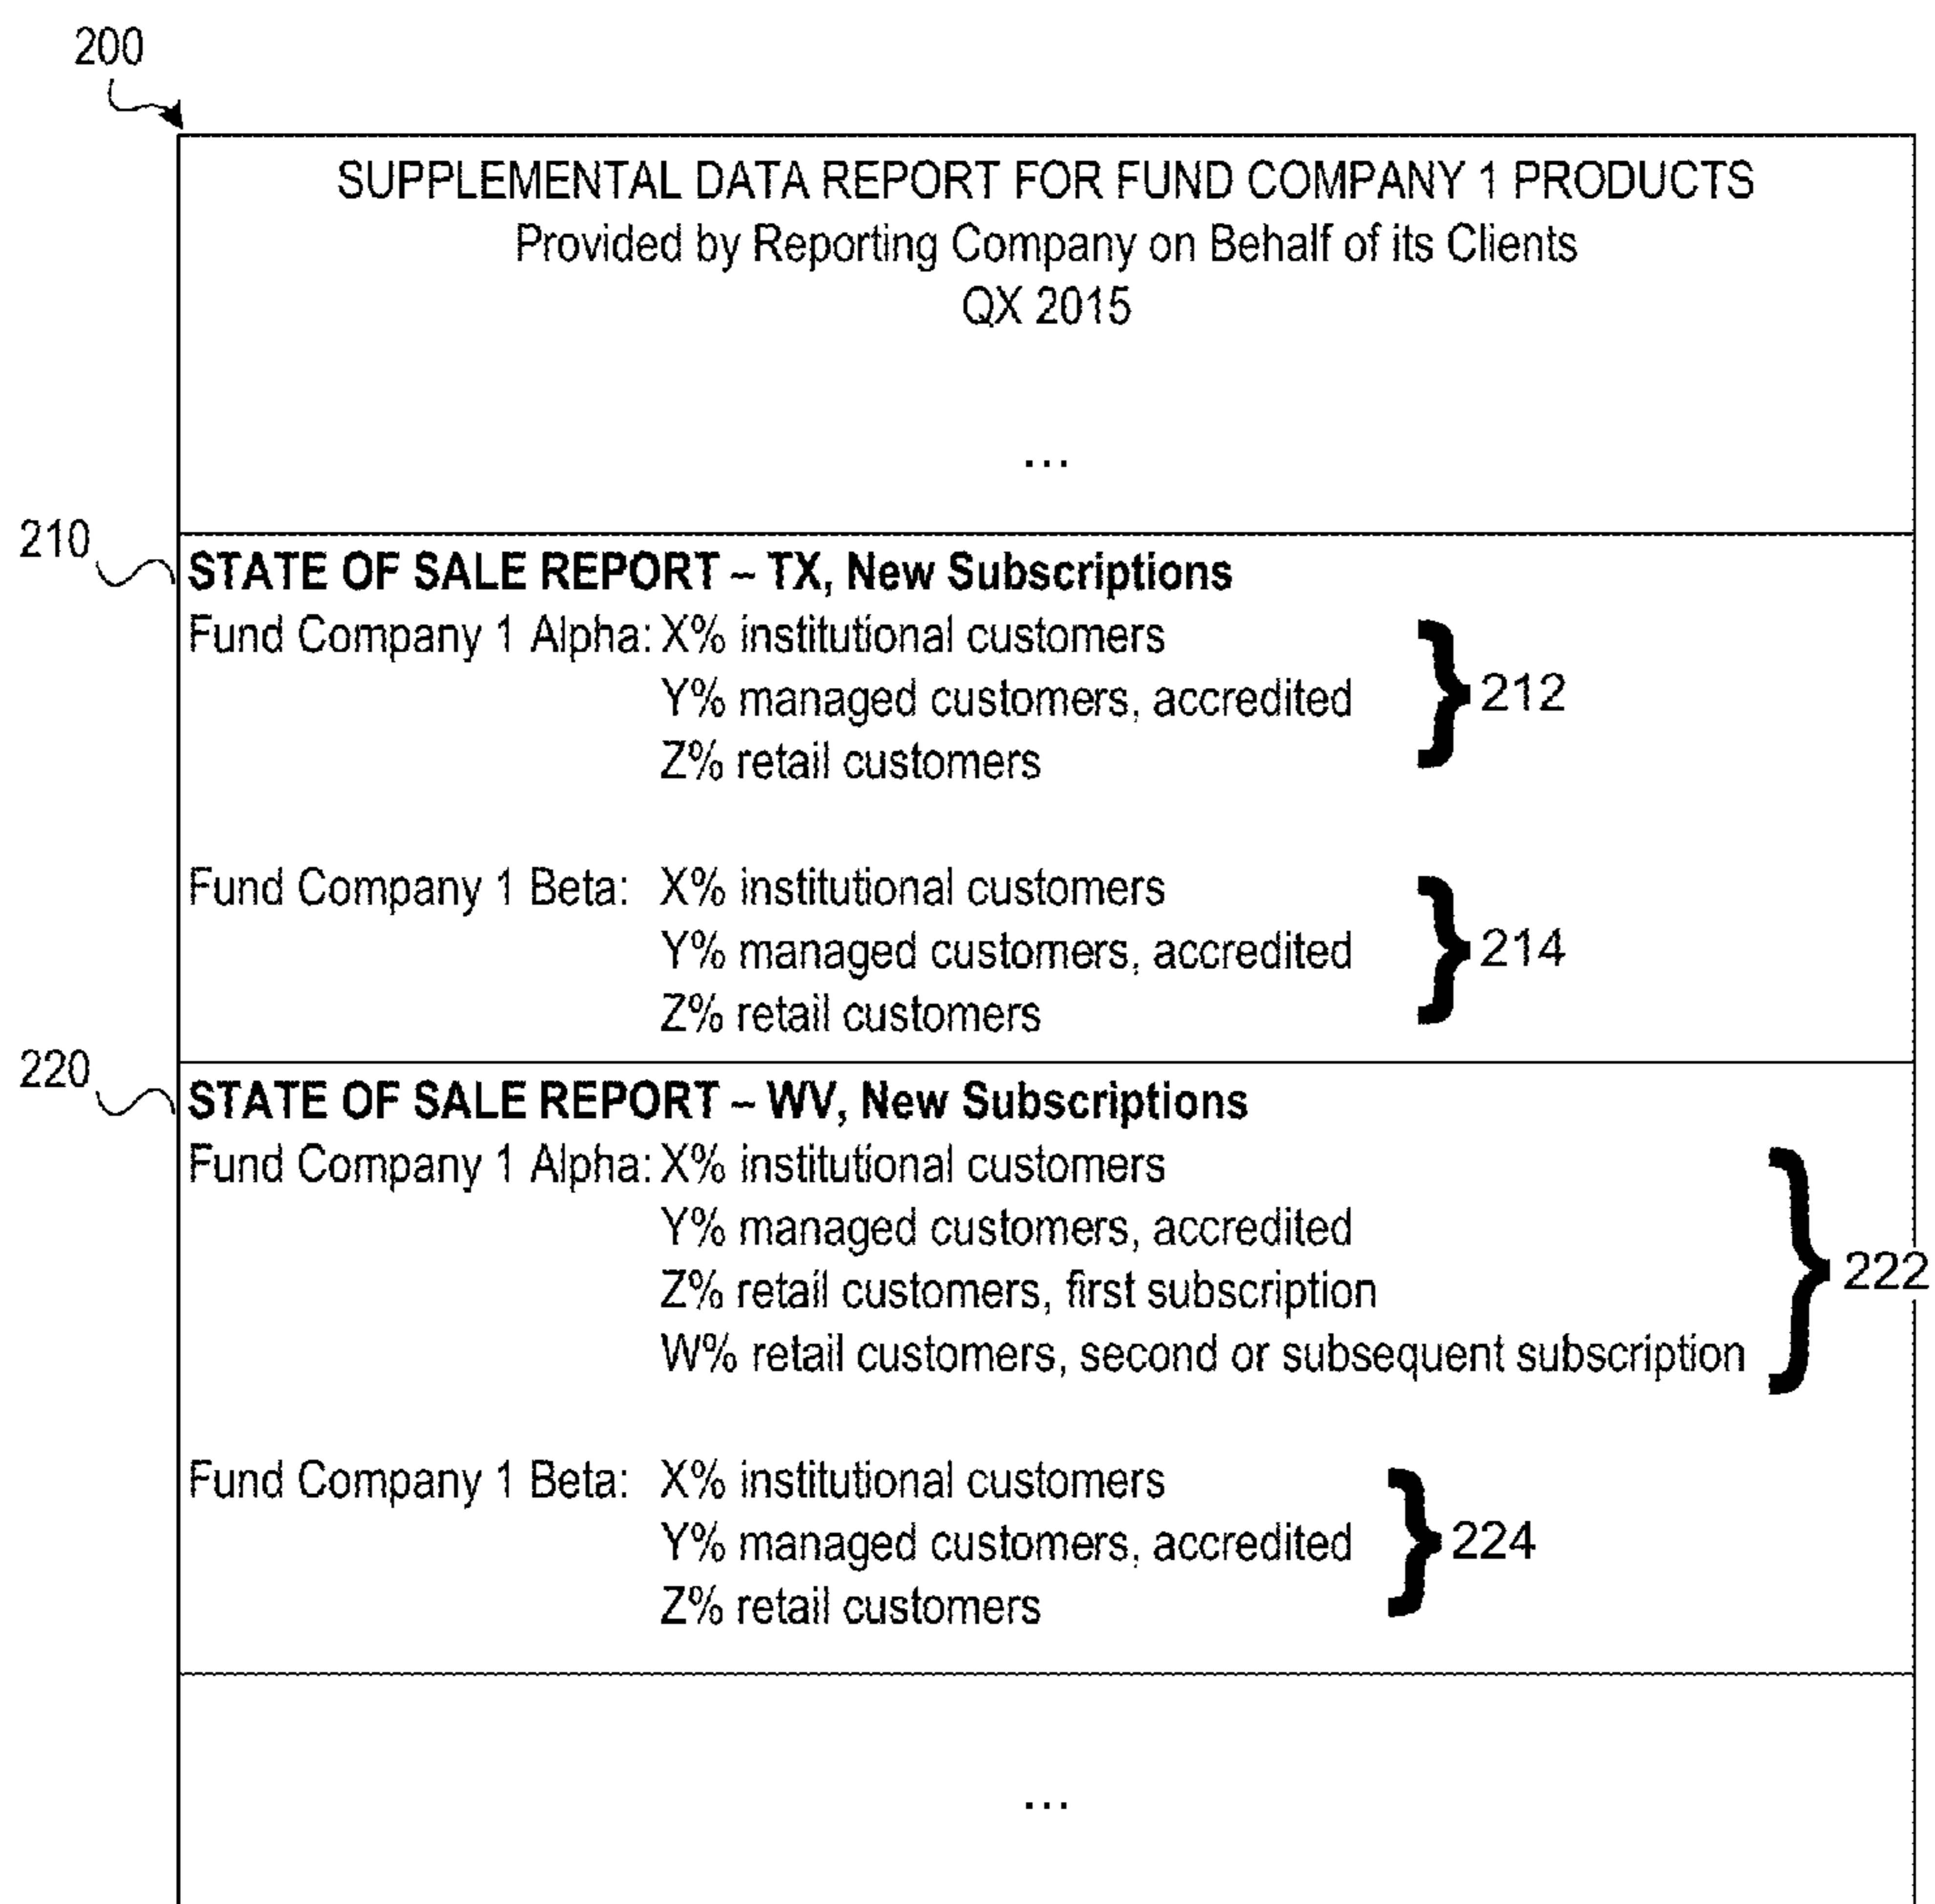 200
SUPPLEMENTAL DATA REPORT FOR FUND COMPANY 1 PRODUCTS
Provided by Reporting Company on Behalf of its Clients
QX 2015
...
210
STATE OF SALE REPORT – TX, New Subscriptions
Fund Company 1 Alpha: X% institutional customers
Y% managed customers, accredited
212
Z% retail customers
Fund Company 1 Beta: X% institutional customers
Y% managed customers, accredited
214
Z% retail customers
220
STATE OF SALE REPORT – WV, New Subscriptions
Fund Company 1 Alpha: X% institutional customers
Y% managed customers, accredited
Z% retail customers, first subscription
222
W% retail customers, second or subsequent subscription
Fund Company 1 Beta: X% institutional customers
Y% managed customers, accredited
224
Z% retail customers
...